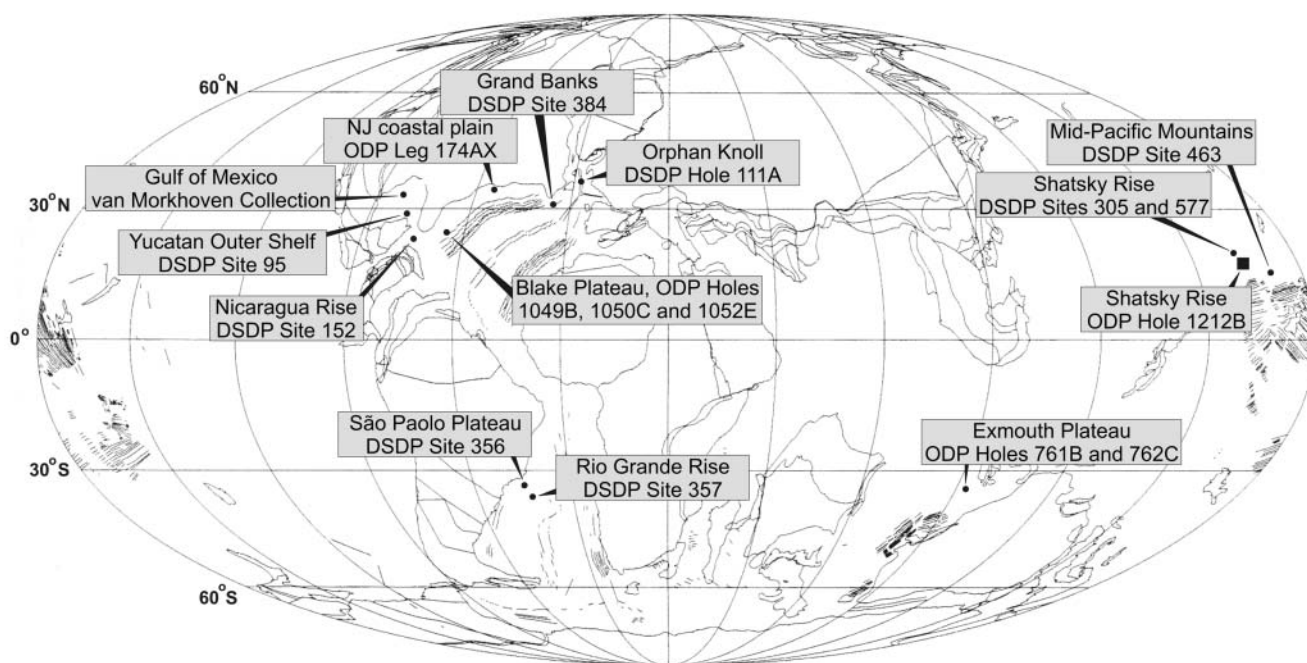 60°N
Grand Banks
DSDP Site 384
NJ coastal plain
ODP Leg 174AX
Orphan Knoll
DSDP Hole 111A
Mid-Pacific Mountains
DSDP Site 463
Gulf of Mexico
van Morkhoven Collection
Shatsky Rise
DSDP Sites 305 and 577
30°N
Yucatan Outer Shelf
DSDP Site 95
Nicaragua Rise
DSDP Site 152
Blake Plateau, ODP Holes
1049B, 1050C and 1052E
Shatsky Rise
ODP Hole 1212B
0°
São Paolo Plateau
DSDP Site 356
Exmouth Plateau
ODP Holes 761B and 762C
Rio Grande Rise
DSDP Site 357
30°S
60°S